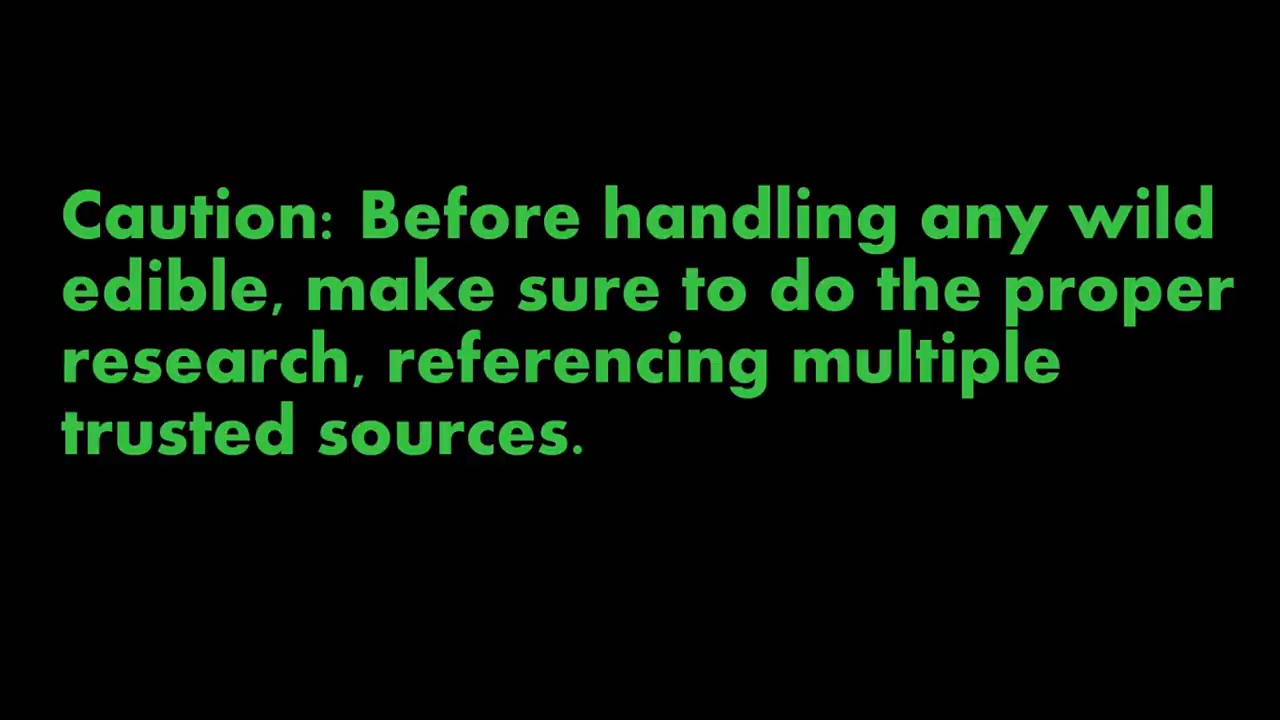 Caution: Before handling any wild
edible, make sure to do the proper
research, referencing multiple
trusted sources.